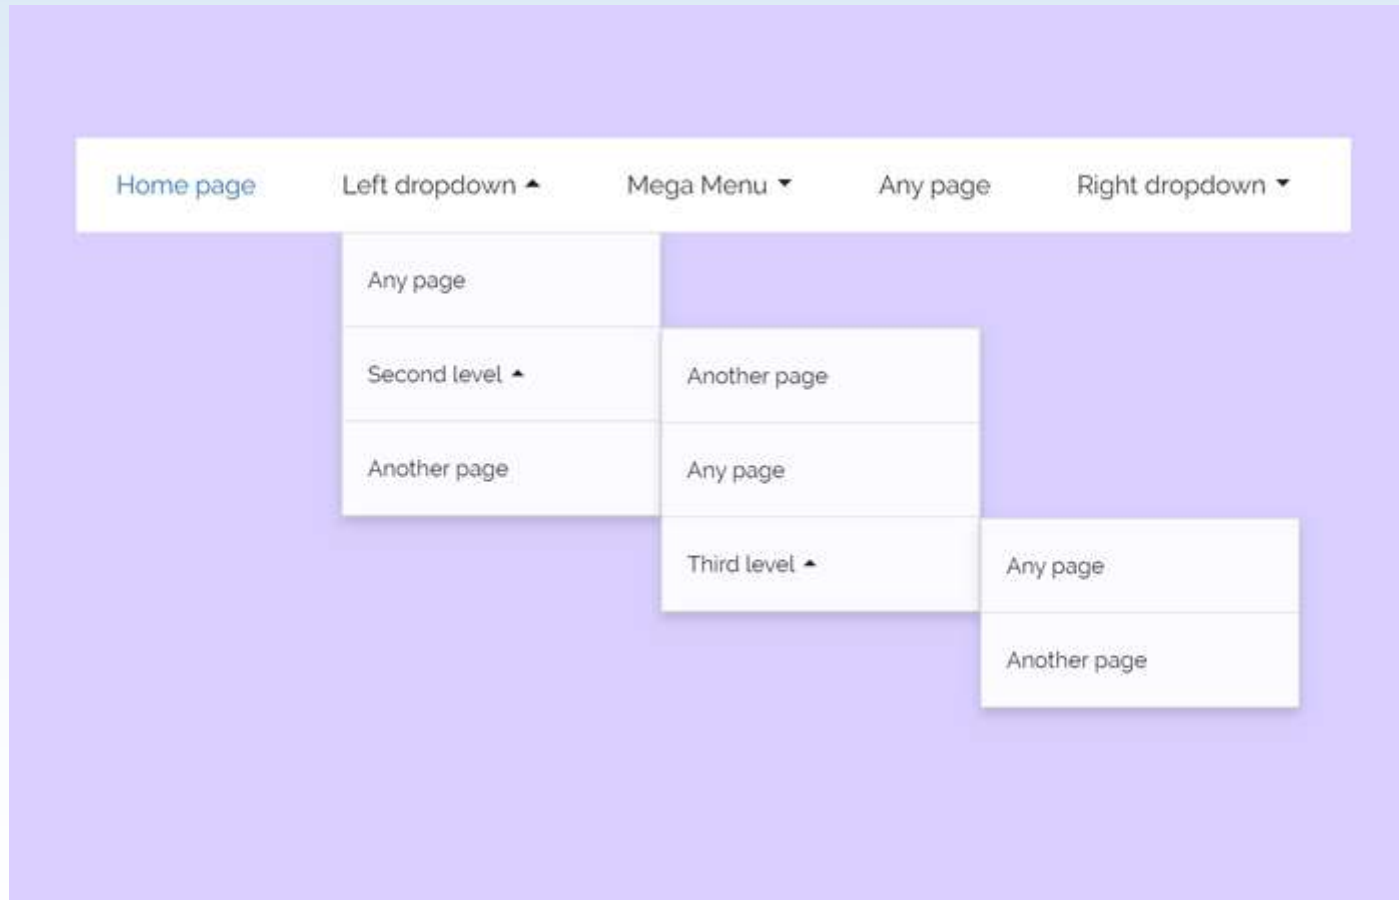 Home page
Left dropdown
Mega Menu
Any page
Right dropdown
Any page
Second level
Another page
Another page
Any page
Third level
Any page
Another page